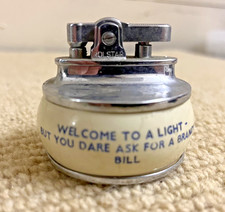 WELCOME TO A LIGHT -
BUT YOU DARE ASK FOR A
BILL